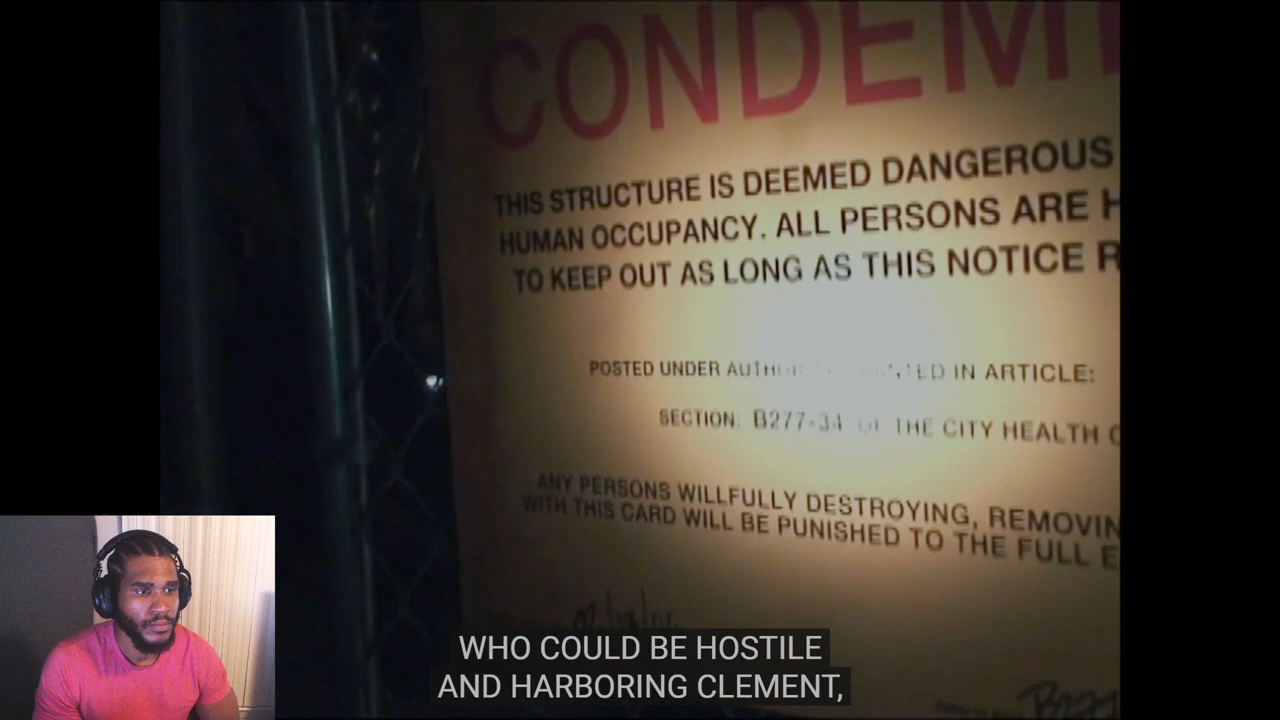 CONDEM
THIS STRUCTURE IS DEEMED DANGEROUS
HUMAN OCCUPANCY. ALL PERSONS ARE H
TO KEEP OUT AS LONG AS THIS NOTICE R
POSTED UNDER IN ARTICLE:
SECTION: B277-34 OF THE CITY HEALTH
ANY PERSONS WILLFULLY DESTROYING, REMOVIN
WITH THIS CARD WILL BE PUNISHED TO THE FULL E
WHO COULD BE HOSTILE
AND HARBORING CLEMENT,